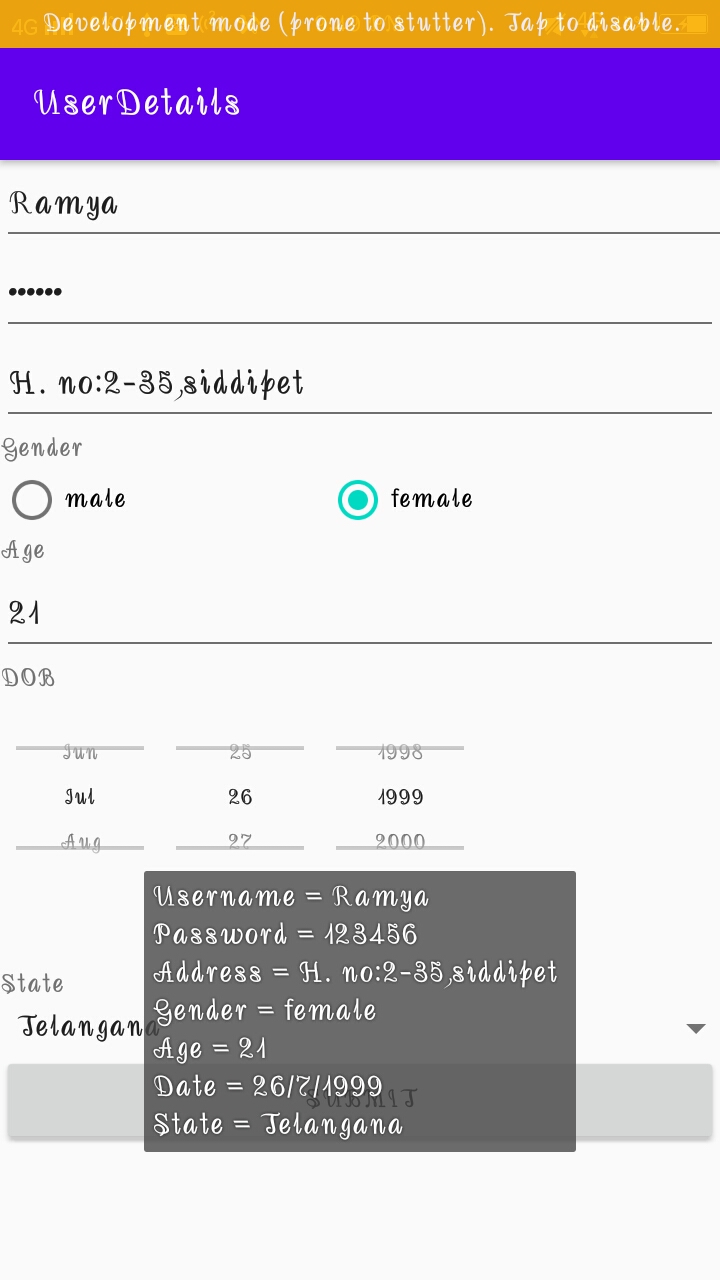 4G Development mode (prone to stutter). Tap to disable.
UserDetails
Ramya
••••••
H. no:2-35,siddipet
Gender
male female
Age
21
DOB
Jun 25 1998
Jul 26 1999
Aug 27 2000
Username = Ramya
Password = 123456
Address = H. no:2-35,siddipet
State
Gender = female
Telangana
Age = 21
Date = 26/7/1999
SUBMIT
State = Telangana